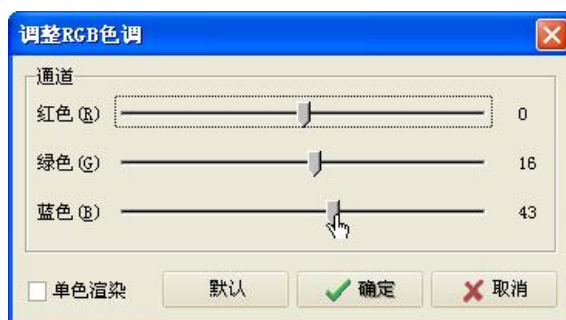 调整RGB色调
通道
红色(R) 0
绿色(G) 16
蓝色(B) 43
单色渲染 默认 确定 取消